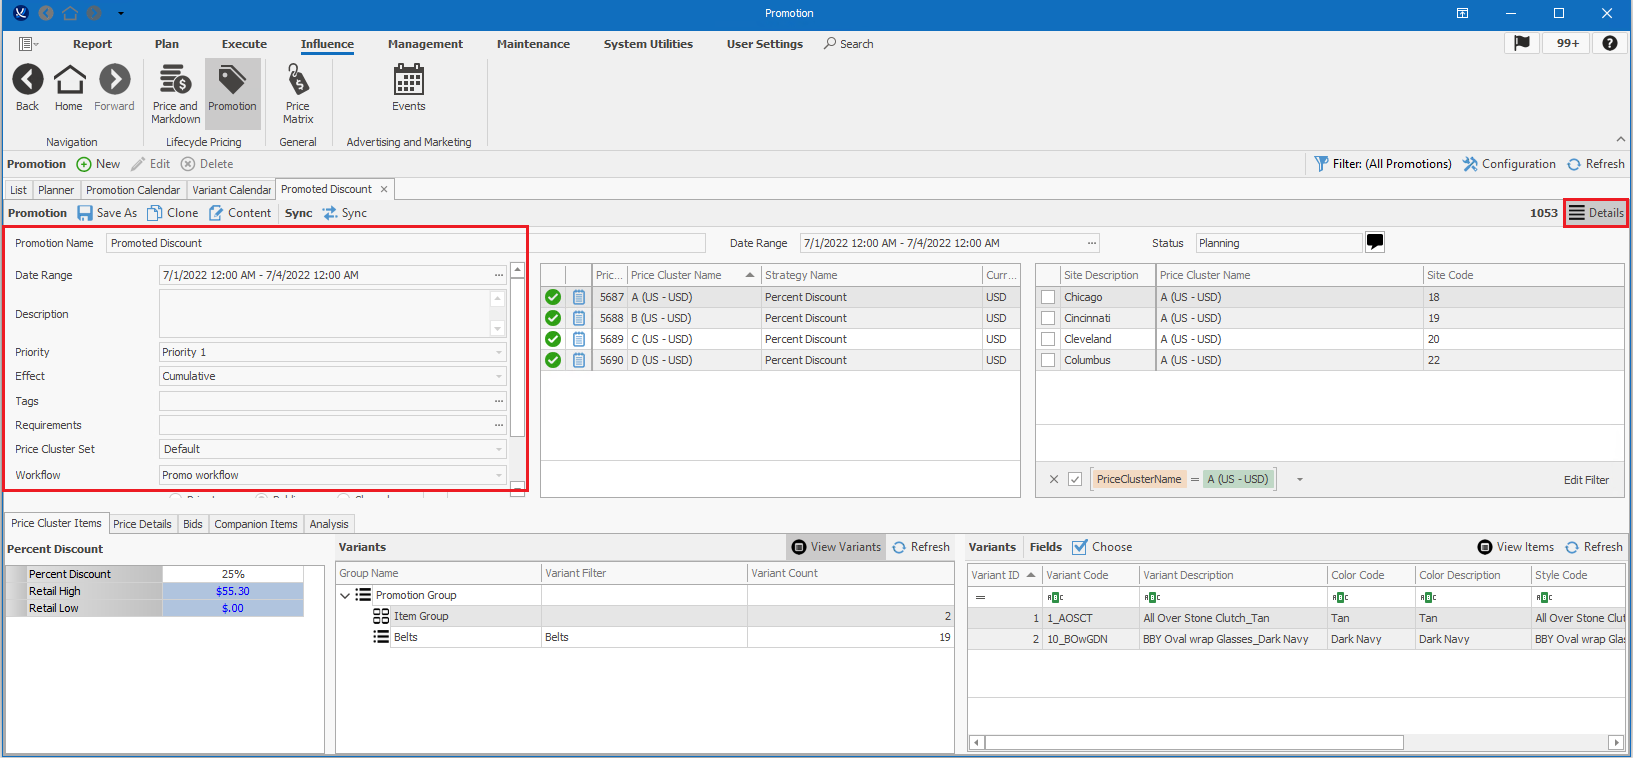 Promotion
Report Plan Execute Influence Management Maintenance System Utilities User Settings Search 99+ ?
Back Home Forward Price and Markdown Promotion Price Matrix Events
Navigation Lifecycle Pricing General Advertising and Marketing
Promotion New Edit Delete Filter: (All Promotions) Configuration Refresh
List Planner Promotion Calendar Variant Calendar Promoted Discount ×
Promotion Save As Clone Content Sync Sync 1053 Details
Promotion Name Promoted Discount Date Range 7/1/2022 12:00 AM - 7/4/2022 12:00 AM ... Status Planning
Date Range 7/1/2022 12:00 AM - 7/4/2022 12:00 AM ...
Description
Priority Priority 1
Effect Cumulative
Tags ...
Requirements ...
Price Cluster Set Default
Workflow Promo workflow
Pric... Price Cluster Name Strategy Name Curr...
5687 A (US - USD) Percent Discount USD
5688 B (US - USD) Percent Discount USD
5689 C (US - USD) Percent Discount USD
5690 D (US - USD) Percent Discount USD
Site Description Price Cluster Name Site Code
Chicago A (US - USD) 18
Cincinnati A (US - USD) 19
Cleveland A (US - USD) 20
Columbus A (US - USD) 22
PriceClusterName = A (US - USD) Edit Filter
Price Cluster Items Price Details Bids Companion Items Analysis
Percent Discount
Percent Discount 25%
Retail High $55.30
Retail Low $.00
Variants View Variants Refresh
Group Name Variant Filter Variant Count
Promotion Group
Item Group 2
Belts Belts 19
Variants Fields Choose View Items Refresh
Variant ID Variant Code Variant Description Color Code Color Description Style Code
= ABC ABC ABC ABC ABC
1 1_AOSCT All Over Stone Clutch_Tan Tan Tan All Over Stone Clut
2 10_BOwGDN BBY Oval wrap Glasses_Dark Navy Dark Navy Dark Navy BBY Oval wrap Glas